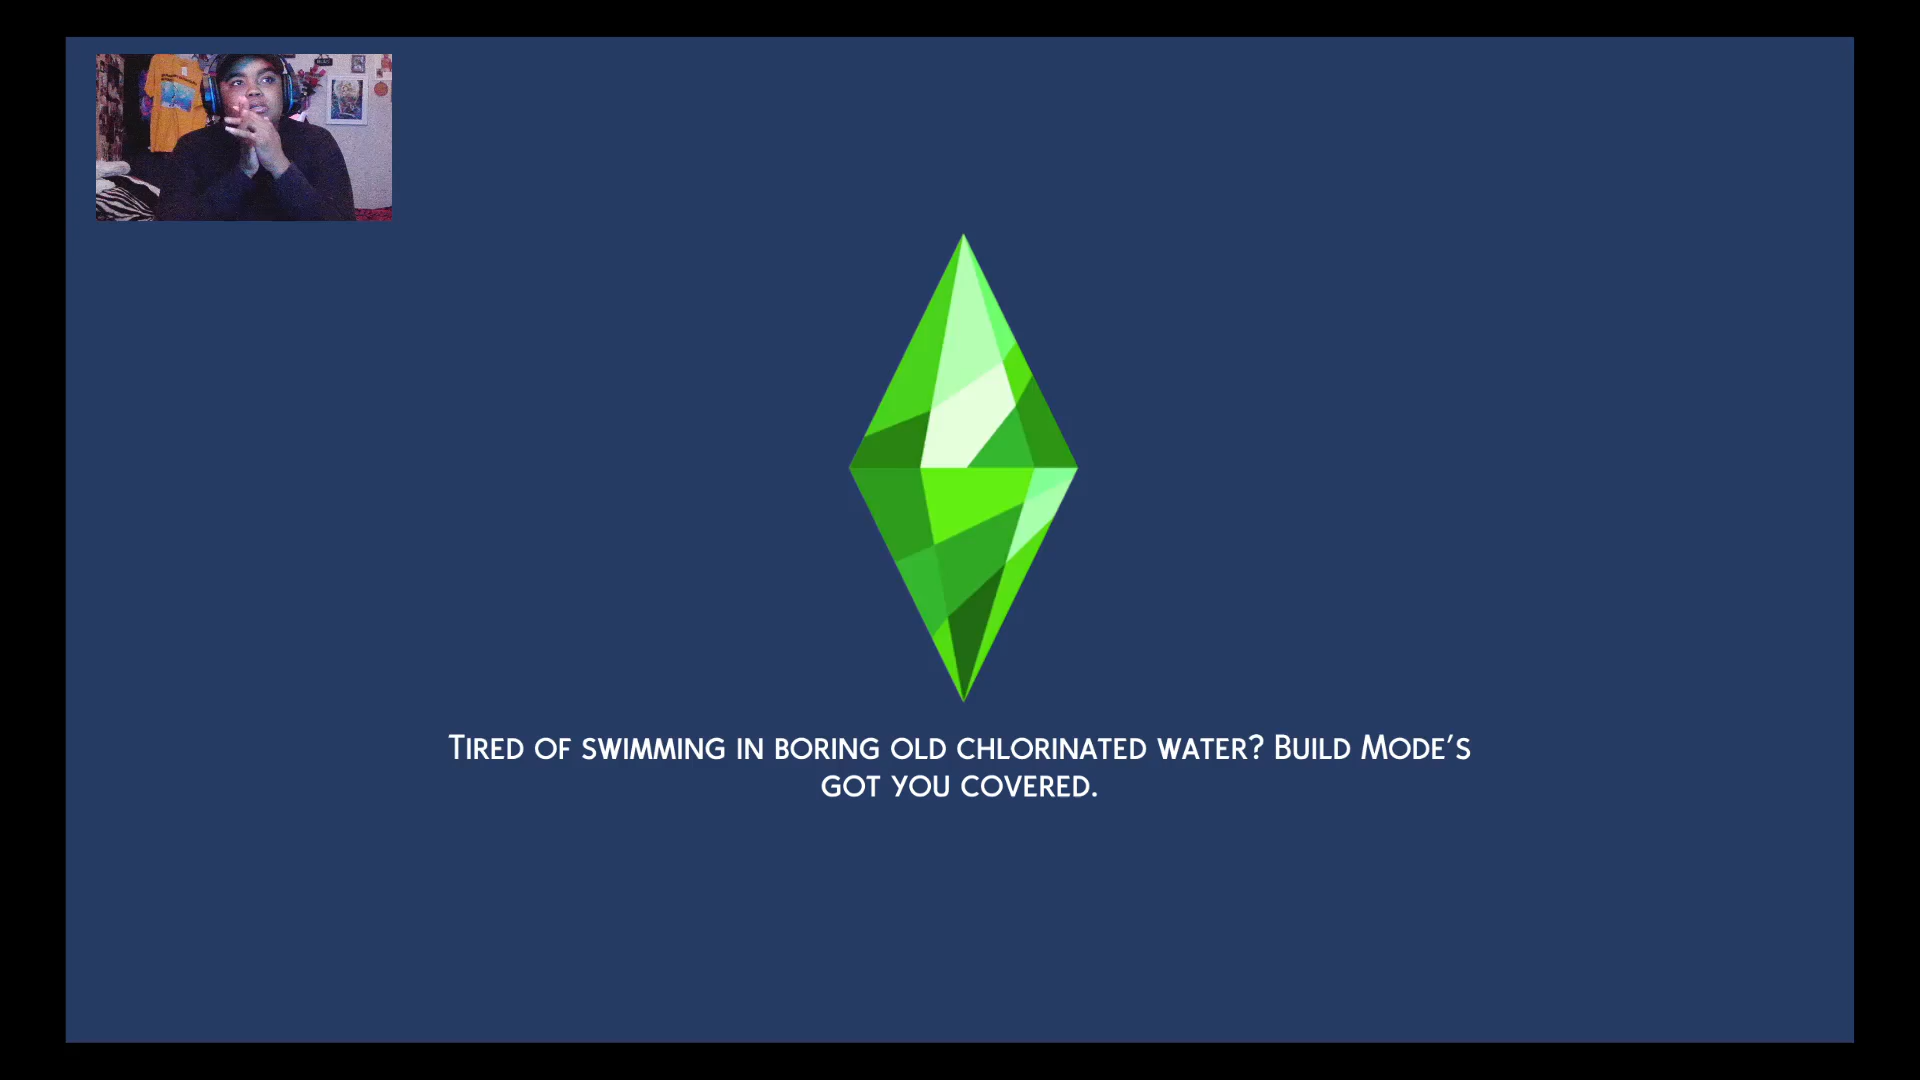 Tired of swimming in boring old chlorinated water? Build Mode's
got you covered.